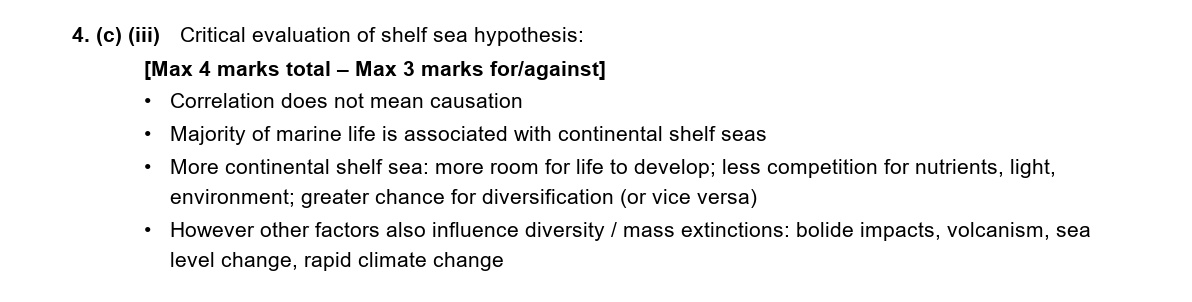 4. (c) (iii) Critical evaluation of shelf sea hypothesis:
[Max 4 marks total – Max 3 marks for/against]
• Correlation does not mean causation
• Majority of marine life is associated with continental shelf seas
• More continental shelf sea: more room for life to develop; less competition for nutrients, light,
environment; greater chance for diversification (or vice versa)
• However other factors also influence diversity / mass extinctions: bolide impacts, volcanism, sea
level change, rapid climate change